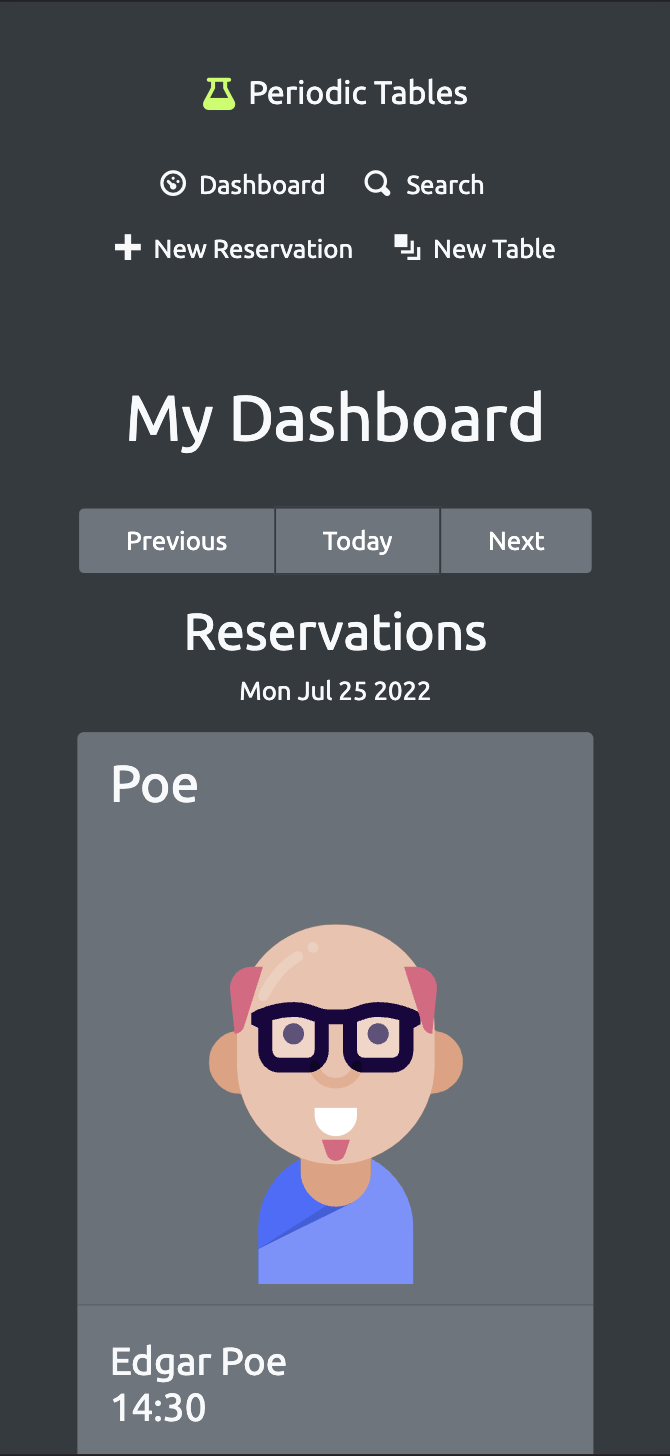 Periodic Tables
Dashboard Search
New Reservation New Table
My Dashboard
Previous Today Next
Reservations
Mon Jul 25 2022
Poe
Edgar Poe
14:30